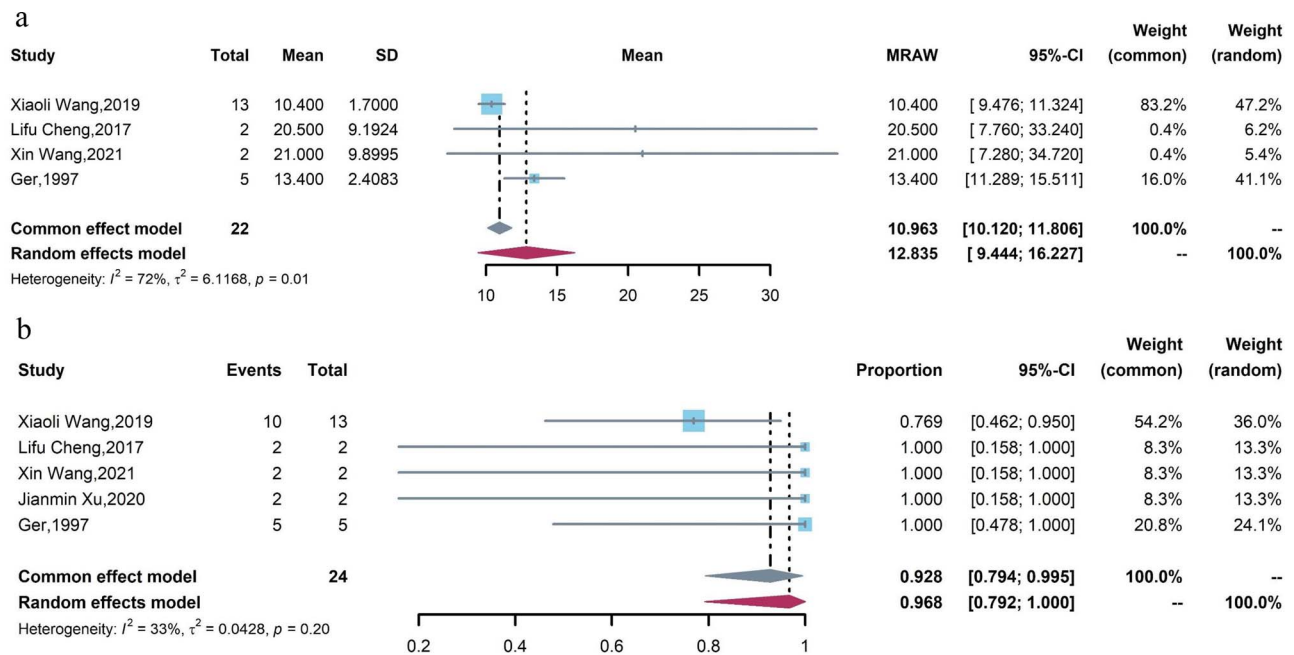 a
Weight Weight
Study Total Mean SD Mean MRAW 95%-CI (common) (random)
Xiaoli Wang,2019 13 10.400 1.7000 10.400 [ 9.476; 11.324] 83.2% 47.2%
Lifu Cheng,2017 2 20.500 9.1924 20.500 [ 7.760; 33.240] 0.4% 6.2%
Xin Wang,2021 2 21.000 9.8995 21.000 [ 7.280; 34.720] 0.4% 5.4%
Ger,1997 5 13.400 2.4083 13.400 [11.289; 15.511] 16.0% 41.1%
Common effect model 22 10.963 [10.120; 11.806] 100.0% --
Random effects model 12.835 [ 9.444; 16.227] -- 100.0%
Heterogeneity: I² = 72%, τ² = 6.1168, p = 0.01
10 15 20 25 30
b
Weight Weight
Study Events Total Proportion 95%-CI (common) (random)
Xiaoli Wang,2019 10 13 0.769 [0.462; 0.950] 54.2% 36.0%
Lifu Cheng,2017 2 2 1.000 [0.158; 1.000] 8.3% 13.3%
Xin Wang,2021 2 2 1.000 [0.158; 1.000] 8.3% 13.3%
Jianmin Xu,2020 2 2 1.000 [0.158; 1.000] 8.3% 13.3%
Ger,1997 5 5 1.000 [0.478; 1.000] 20.8% 24.1%
Common effect model 24 0.928 [0.794; 0.995] 100.0% --
Random effects model 0.968 [0.792; 1.000] -- 100.0%
Heterogeneity: I² = 33%, τ² = 0.0428, p = 0.20
0.2 0.4 0.6 0.8 1